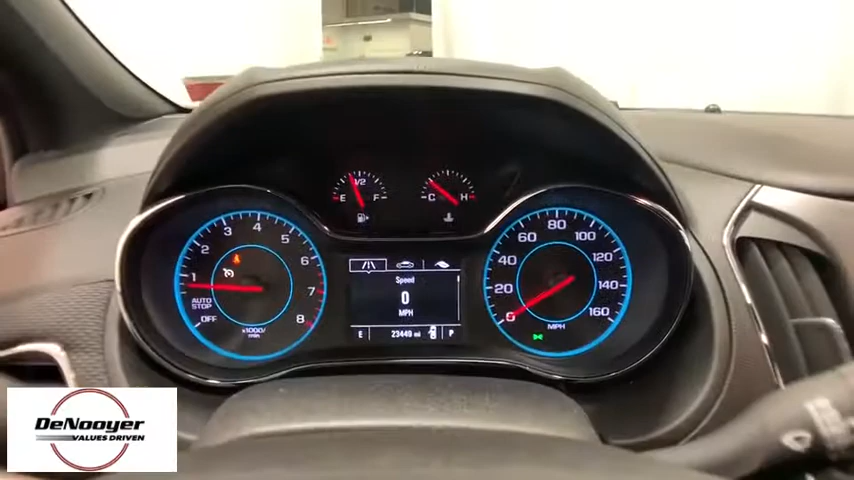 1/2
E F
C H
1 2 3 4 5 6 7 8
AUTO
STOP
OFF
x1000/
min
Speed
0
MPH
E 23449 mi P
0 20 40 60 80 100 120 140 160
MPH
DeNooyer
VALUES DRIVEN